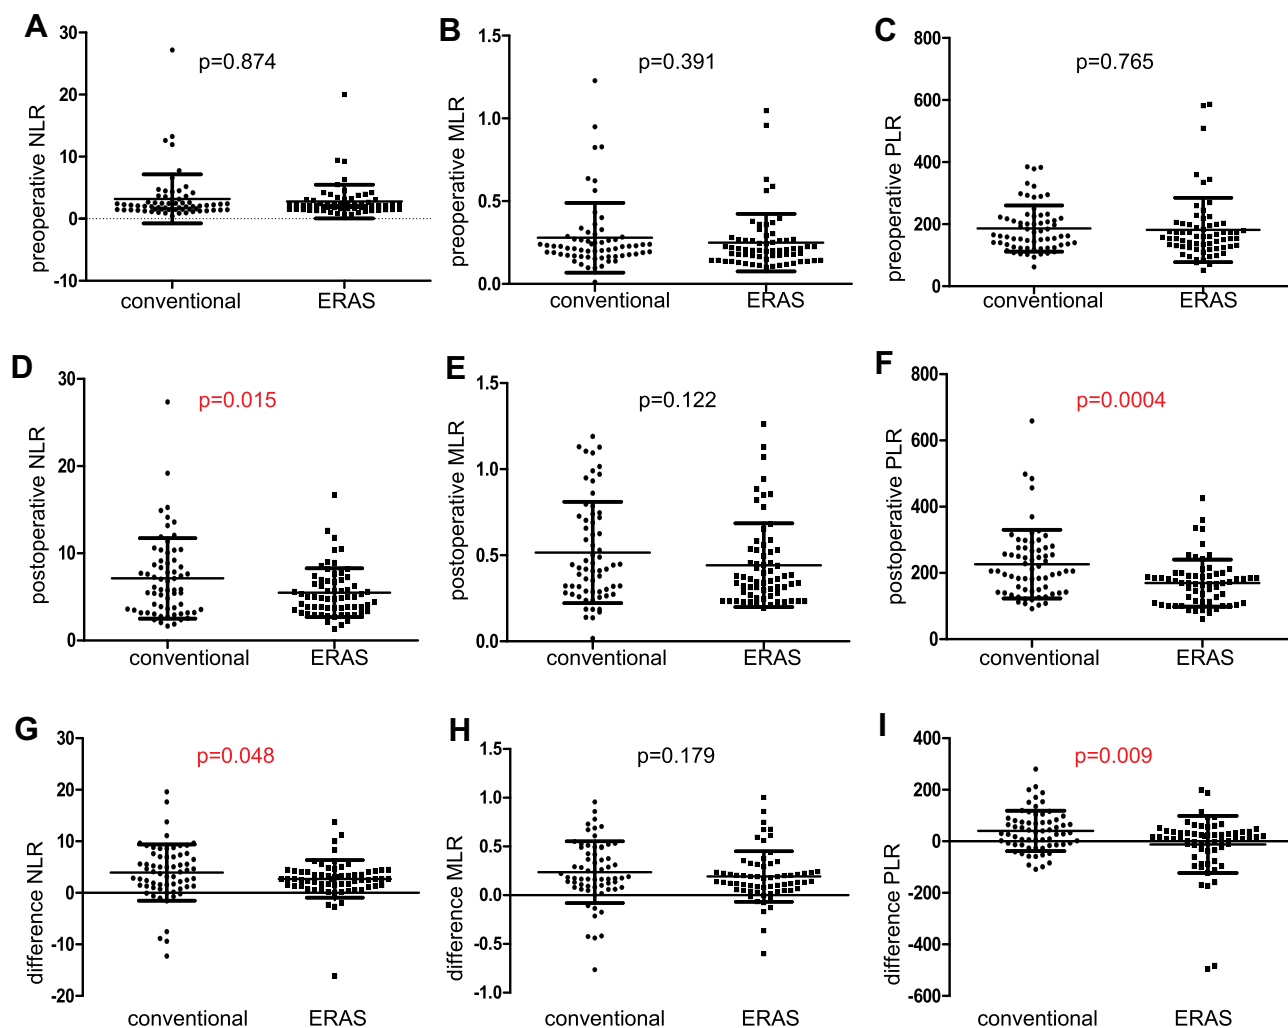 A
30
20
10
0
-10
preoperative NLR
p=0.874
conventional
ERAS
B
1.5
1.0
0.5
0.0
preoperative MLR
p=0.391
conventional
ERAS
C
800
600
400
200
0
preoperative PLR
p=0.765
conventional
ERAS
D
30
20
10
0
postoperative NLR
p=0.015
conventional
ERAS
E
1.5
1.0
0.5
0.0
postoperative MLR
p=0.122
conventional
ERAS
F
800
600
400
200
0
postoperative PLR
p=0.0004
conventional
ERAS
G
30
20
10
0
-10
-20
difference NLR
p=0.048
conventional
ERAS
H
1.5
1.0
0.5
0.0
-0.5
-1.0
difference MLR
p=0.179
conventional
ERAS
I
400
200
0
-200
-400
-600
difference PLR
p=0.009
conventional
ERAS